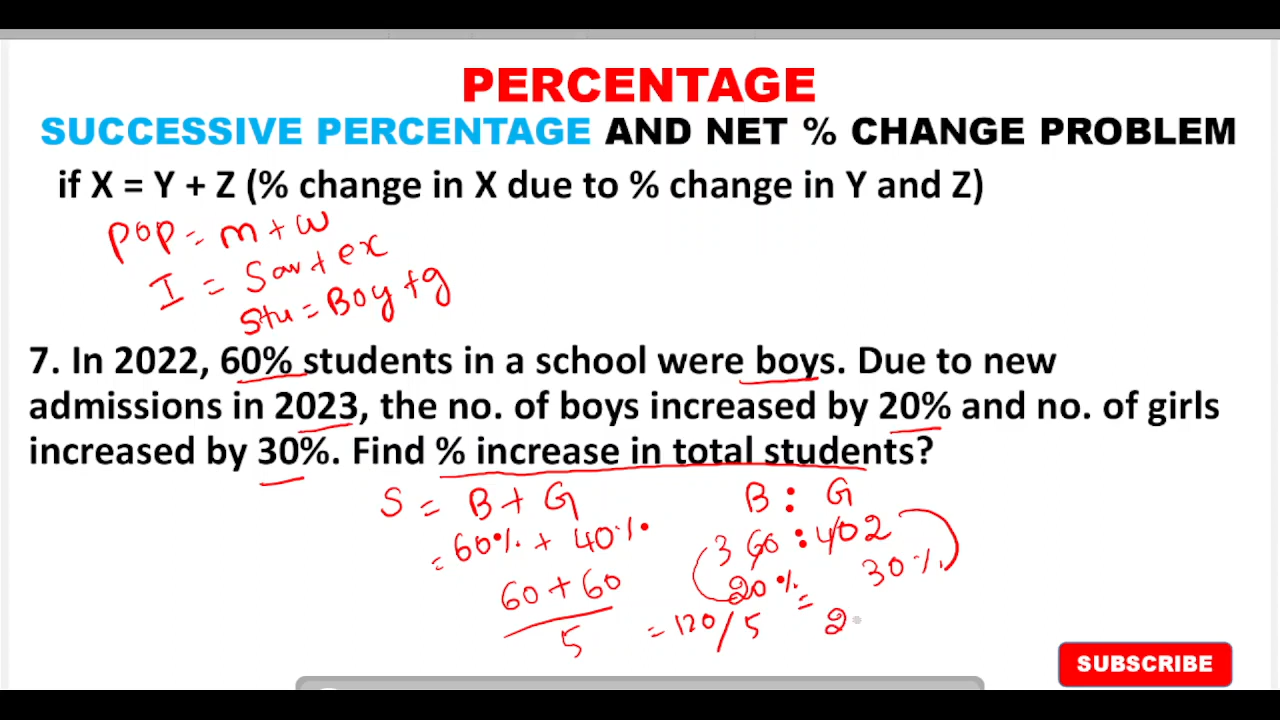 PERCENTAGE
SUCCESSIVE PERCENTAGE AND NET % CHANGE PROBLEM
if X = Y + Z (% change in X due to % change in Y and Z)
POP = m + w
I = Sav + ex
Stu = Boy + g
7. In 2022, 60% students in a school were boys. Due to new
admissions in 2023, the no. of boys increased by 20% and no. of girls
increased by 30%. Find % increase in total students?
S = B + G
= 60% + 40%
60 + 60
5
= 120/5 = 2
B : G
3 60 : 40 2
20% 30%
SUBSCRIBE